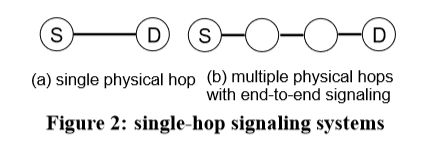 S D S D
(a) single physical hop (b) multiple physical hops
with end-to-end signaling
Figure 2: single-hop signaling systems